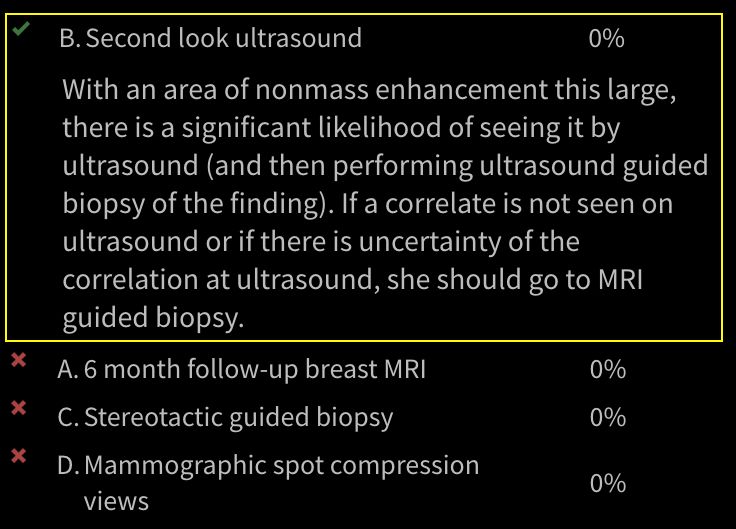 B. Second look ultrasound 0%
With an area of nonmass enhancement this large,
there is a significant likelihood of seeing it by
ultrasound (and then performing ultrasound guided
biopsy of the finding). If a correlate is not seen on
ultrasound or if there is uncertainty of the
correlation at ultrasound, she should go to MRI
guided biopsy.
A. 6 month follow-up breast MRI 0%
C. Stereotactic guided biopsy 0%
D. Mammographic spot compression
views 0%